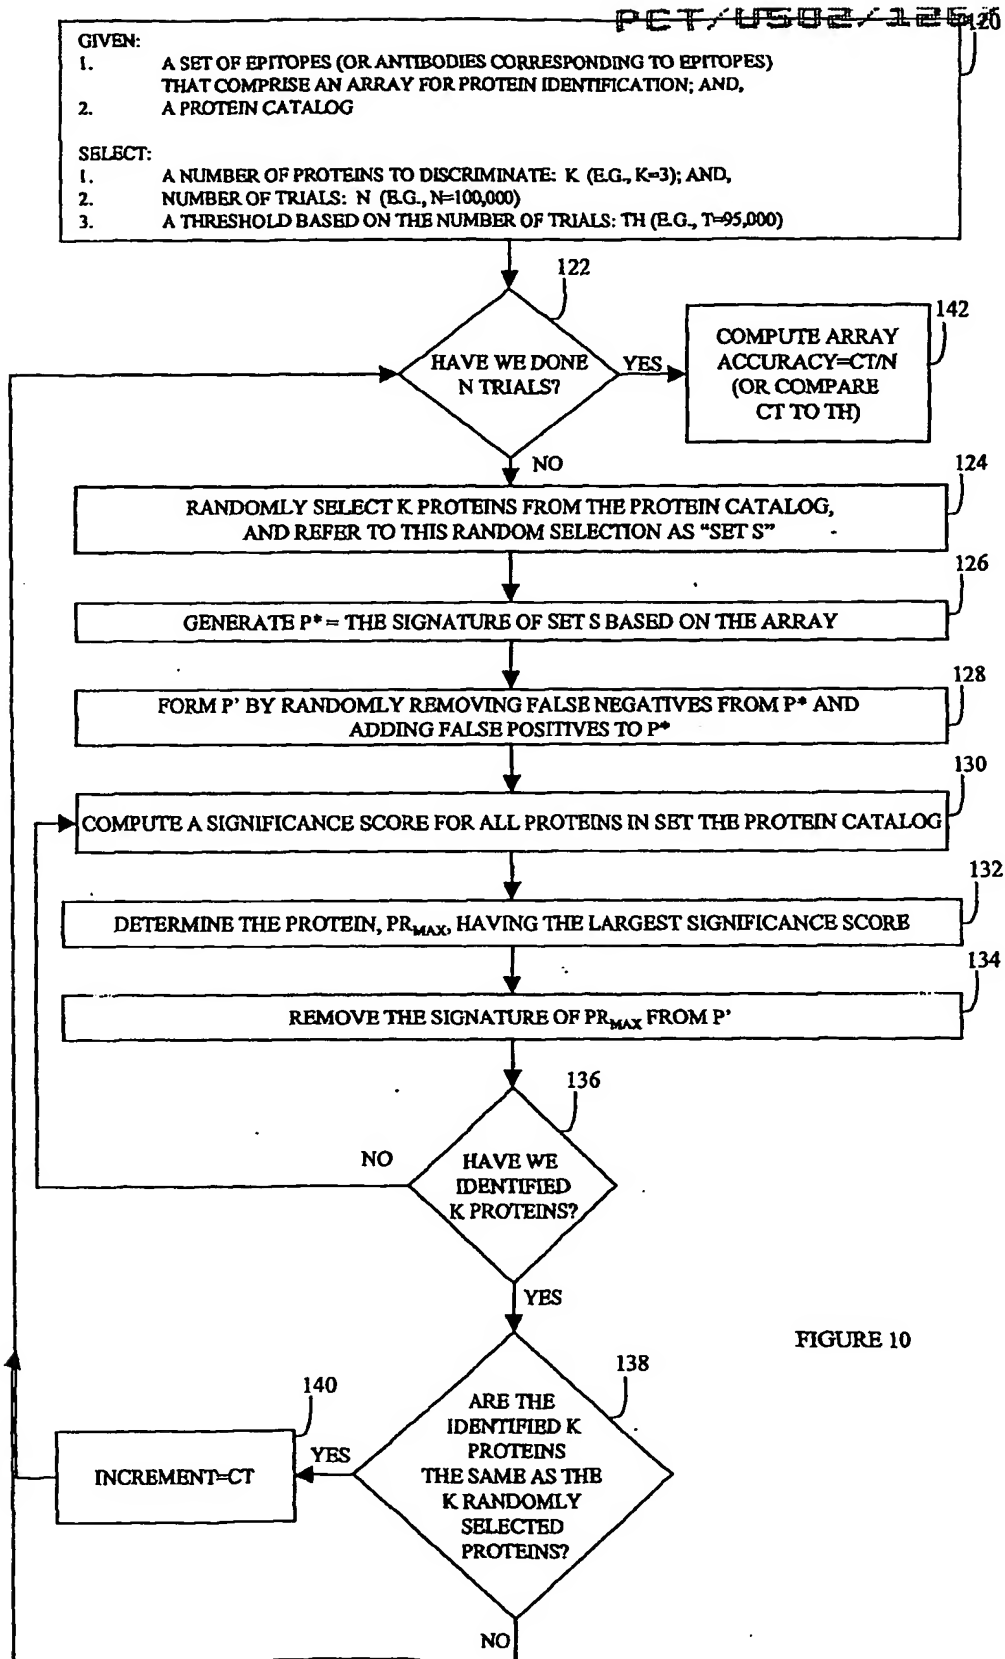 PCT/US02/126
120
GIVEN:
1. A SET OF EPITOPES (OR ANTIBODIES CORRESPONDING TO EPITOPES)
THAT COMPRISE AN ARRAY FOR PROTEIN IDENTIFICATION; AND,
2. A PROTEIN CATALOG
SELECT:
1. A NUMBER OF PROTEINS TO DISCRIMINATE: K (E.G., K=3); AND,
2. NUMBER OF TRIALS: N (E.G., N=100,000)
3. A THRESHOLD BASED ON THE NUMBER OF TRIALS: TH (E.G., T=95,000)
122
HAVE WE DONE
N TRIALS?
YES
142
COMPUTE ARRAY
ACCURACY=CT/N
(OR COMPARE
CT TO TH)
NO
124
RANDOMLY SELECT K PROTEINS FROM THE PROTEIN CATALOG,
AND REFER TO THIS RANDOM SELECTION AS "SET S"
126
GENERATE P* = THE SIGNATURE OF SET S BASED ON THE ARRAY
128
FORM P' BY RANDOMLY REMOVING FALSE NEGATIVES FROM P* AND
ADDING FALSE POSITIVES TO P*
130
COMPUTE A SIGNIFICANCE SCORE FOR ALL PROTEINS IN SET THE PROTEIN CATALOG
132
DETERMINE THE PROTEIN, PR_MAX, HAVING THE LARGEST SIGNIFICANCE SCORE
134
REMOVE THE SIGNATURE OF PR_MAX FROM P'
136
NO
HAVE WE
IDENTIFIED
K PROTEINS?
YES
FIGURE 10
138
ARE THE
IDENTIFIED K
PROTEINS
THE SAME AS THE
K RANDOMLY
SELECTED
PROTEINS?
140
YES
INCREMENT=CT
NO